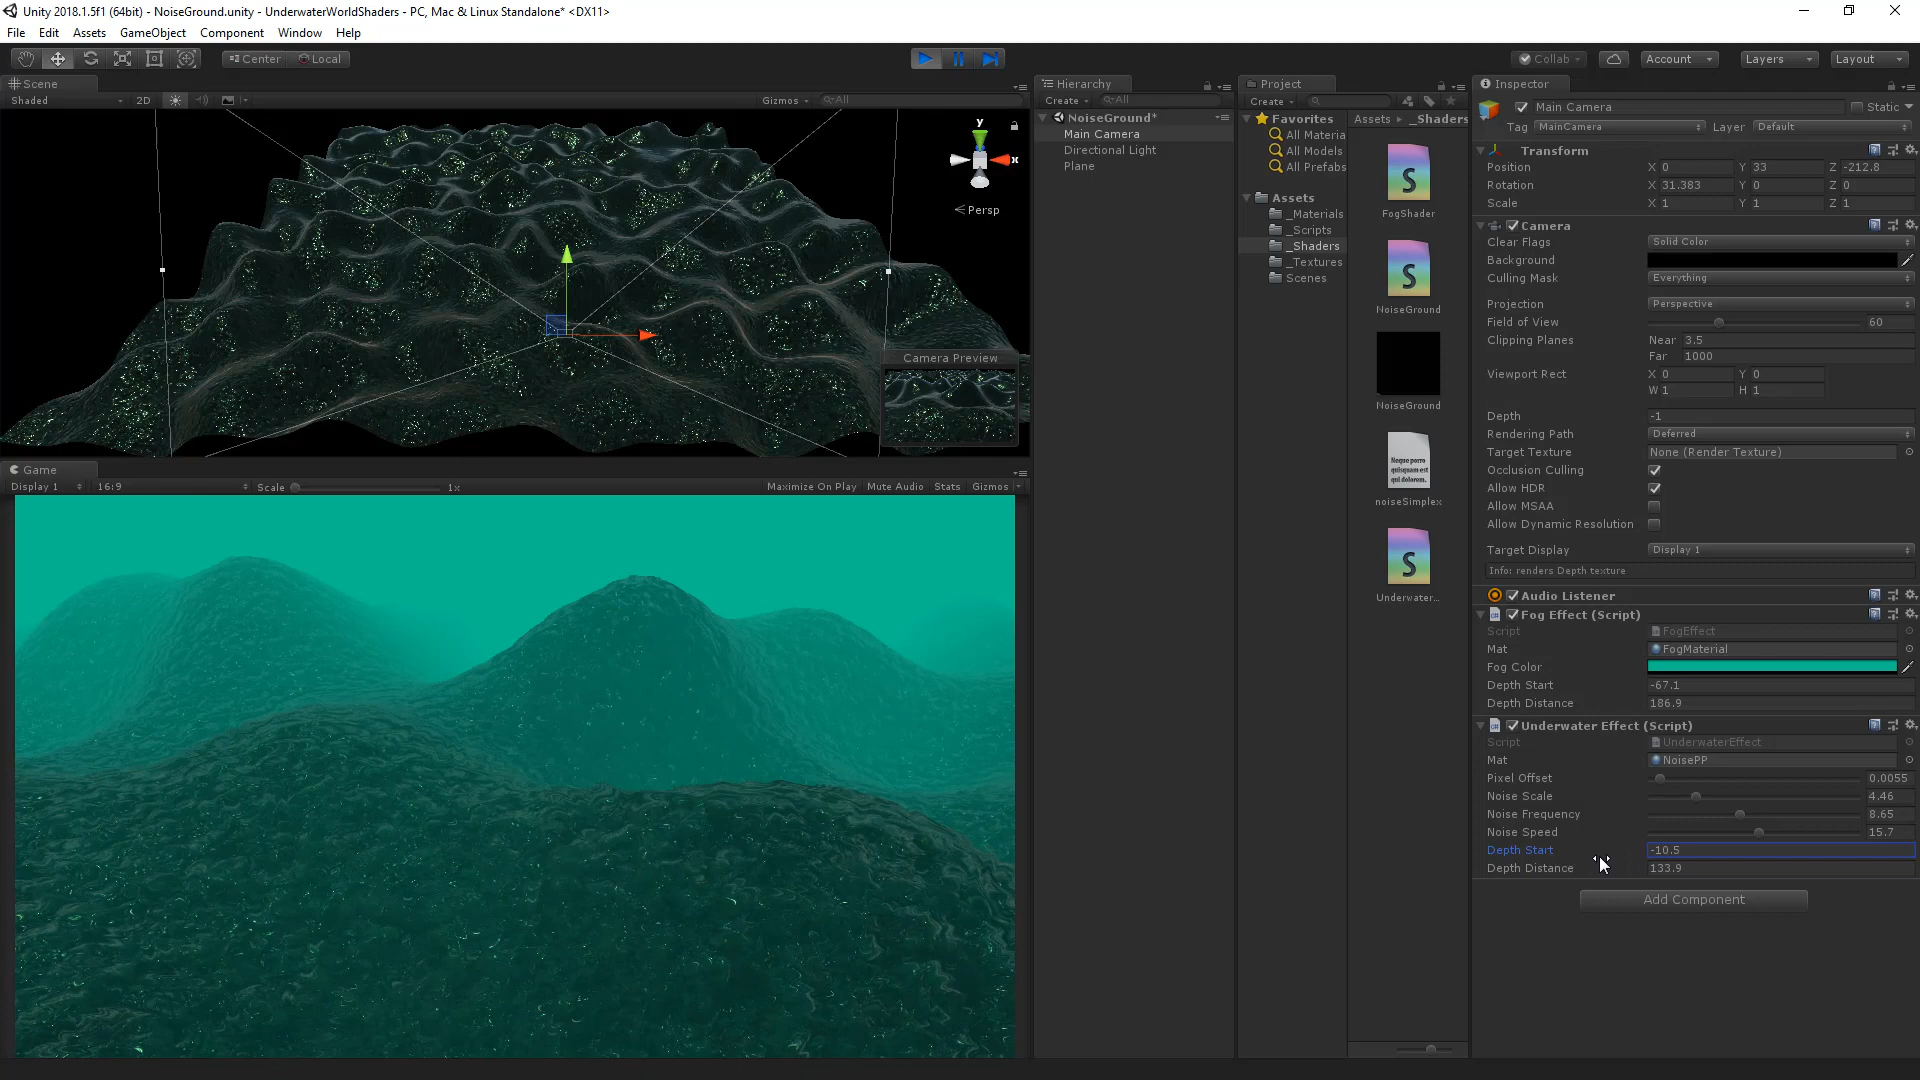 Unity 2018.1.5f1 (64bit) - NoiseGround.unity - UnderwaterWorldShaders - PC, Mac & Linux Standalone* <DX11>
File Edit Assets GameObject Component Window Help
Center Local Collab Account Layers Layout
Scene
Shaded 2D Gizmos All
y
x
Persp
Camera Preview
Game
Display 1 16:9 Scale 1x Maximize On Play Mute Audio Stats Gizmos
Hierarchy
Create All
NoiseGround*
Main Camera
Directional Light
Plane
Project
Create
Favorites
All Materia
All Models
All Prefabs
Assets
_Materials
_Scripts
_Shaders
_Textures
Scenes
Assets _Shaders
FogShader
NoiseGround
NoiseGround
Neque porro
quisquam est
qui dolorem.
noiseSimplex
Underwater...
Inspector
Main Camera Static
Tag MainCamera Layer Default
Transform
Position X 0 Y 33 Z -212.8
Rotation X 31.383 Y 0 Z 0
Scale X 1 Y 1 Z 1
Camera
Clear Flags Solid Color
Background
Culling Mask Everything
Projection Perspective
Field of View 60
Clipping Planes Near 3.5
Far 1000
Viewport Rect X 0 Y 0
W 1 H 1
Depth -1
Rendering Path Deferred
Target Texture None (Render Texture)
Occlusion Culling
Allow HDR
Allow MSAA
Allow Dynamic Resolution
Target Display Display 1
Info: renders Depth texture
Audio Listener
Fog Effect (Script)
Script FogEffect
Mat FogMaterial
Fog Color
Depth Start -67.1
Depth Distance 186.9
Underwater Effect (Script)
Script UnderwaterEffect
Mat NoisePP
Pixel Offset 0.0055
Noise Scale 4.46
Noise Frequency 8.65
Noise Speed 15.7
Depth Start -10.5
Depth Distance 133.9
Add Component